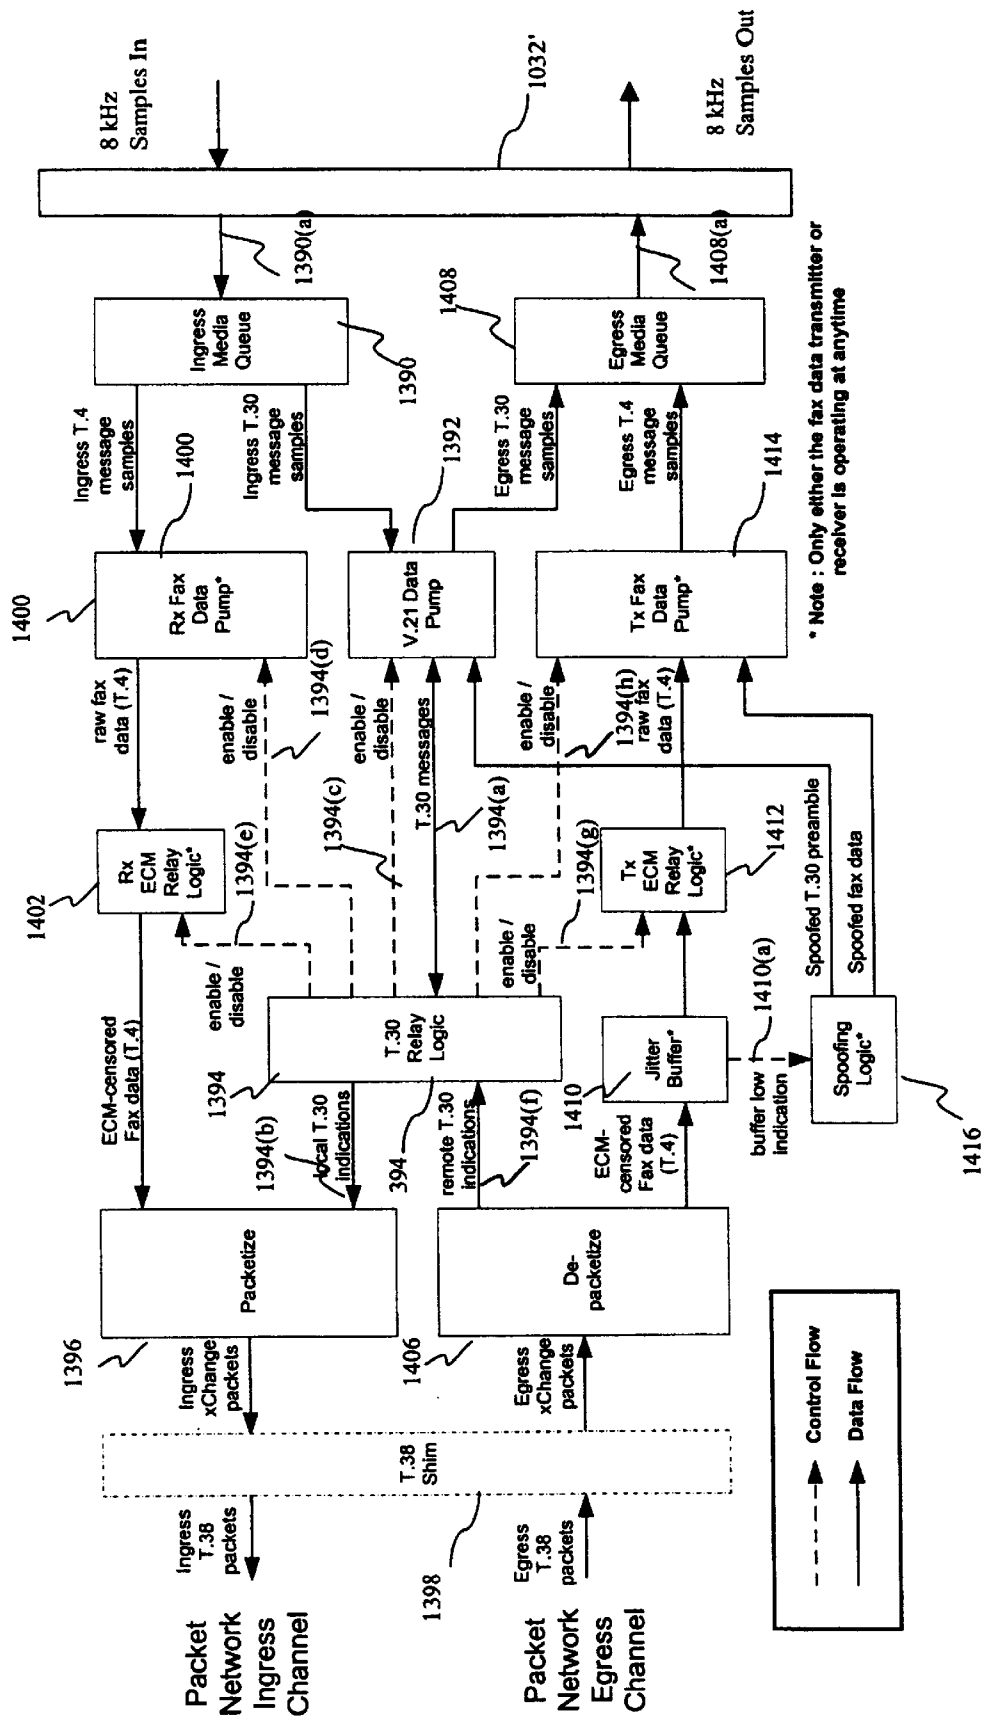 8 kHz
Samples In
1032'
8 kHz
Samples Out
1390(a)
1408(a)
Ingress
Media
Queue
1390
1408
Egress
Media
Queue
Ingress T.4
message
samples
Ingress T.30
message
samples
Egress T.30
message
samples
Egress T.4
message
samples
1400
1400
1392
1414
Rx Fax
Data
Pump*
V.21 Data
Pump
Tx Fax
Data
Pump*
* Note : Only either the fax data transmitter or
receiver is operating at anytime
raw fax
data (T.4)
enable /
disable
1394(d)
enable /
disable
T.30 messages
enable /
disable
1394(h)
raw fax
data (T.4)
1402
Rx
ECM
Relay
Logic*
1394(e)
1394(c)
1394(a)
1394(g)
Tx
ECM
Relay
Logic*
1412
Spoofed T.30 preamble
Spoofed fax data
enable /
disable
enable /
disable
ECM-censored
Fax data (T.4)
1394
T.30
Relay
Logic
394
1410
Jitter
Buffer*
1410(a)
buffer low
indication
Spoofing
Logic*
1416
1394(b)
local T.30
indications
remote T.30
indications
1394(f)
ECM-
censored
Fax data
(T.4)
1396
Packetize
1406
De-
packetize
Ingress
xChange
packets
Egress
xChange
packets
T.38
Shim
1398
Ingress
T.38
packets
Egress
T.38
packets
Packet
Network
Ingress
Channel
Packet
Network
Egress
Channel
Control Flow
Data Flow